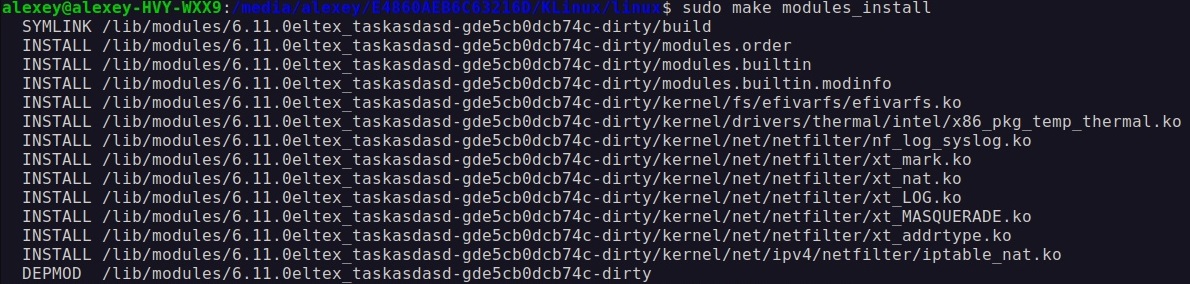 alexey@alexey-HVY-WXX9:/media/alexey/E4860AEB6C63216D/KLinux/linux$ sudo make modules_install
  SYMLINK /lib/modules/6.11.0eltex_taskasdasd-gde5cb0dcb74c-dirty/build
  INSTALL /lib/modules/6.11.0eltex_taskasdasd-gde5cb0dcb74c-dirty/modules.order
  INSTALL /lib/modules/6.11.0eltex_taskasdasd-gde5cb0dcb74c-dirty/modules.builtin
  INSTALL /lib/modules/6.11.0eltex_taskasdasd-gde5cb0dcb74c-dirty/modules.builtin.modinfo
  INSTALL /lib/modules/6.11.0eltex_taskasdasd-gde5cb0dcb74c-dirty/kernel/fs/efivarfs/efivarfs.ko
  INSTALL /lib/modules/6.11.0eltex_taskasdasd-gde5cb0dcb74c-dirty/kernel/drivers/thermal/intel/x86_pkg_temp_thermal.ko
  INSTALL /lib/modules/6.11.0eltex_taskasdasd-gde5cb0dcb74c-dirty/kernel/net/netfilter/nf_log_syslog.ko
  INSTALL /lib/modules/6.11.0eltex_taskasdasd-gde5cb0dcb74c-dirty/kernel/net/netfilter/xt_mark.ko
  INSTALL /lib/modules/6.11.0eltex_taskasdasd-gde5cb0dcb74c-dirty/kernel/net/netfilter/xt_nat.ko
  INSTALL /lib/modules/6.11.0eltex_taskasdasd-gde5cb0dcb74c-dirty/kernel/net/netfilter/xt_LOG.ko
  INSTALL /lib/modules/6.11.0eltex_taskasdasd-gde5cb0dcb74c-dirty/kernel/net/netfilter/xt_MASQUERADE.ko
  INSTALL /lib/modules/6.11.0eltex_taskasdasd-gde5cb0dcb74c-dirty/kernel/net/netfilter/xt_addrtype.ko
  INSTALL /lib/modules/6.11.0eltex_taskasdasd-gde5cb0dcb74c-dirty/kernel/net/ipv4/netfilter/iptable_nat.ko
  DEPMOD  /lib/modules/6.11.0eltex_taskasdasd-gde5cb0dcb74c-dirty